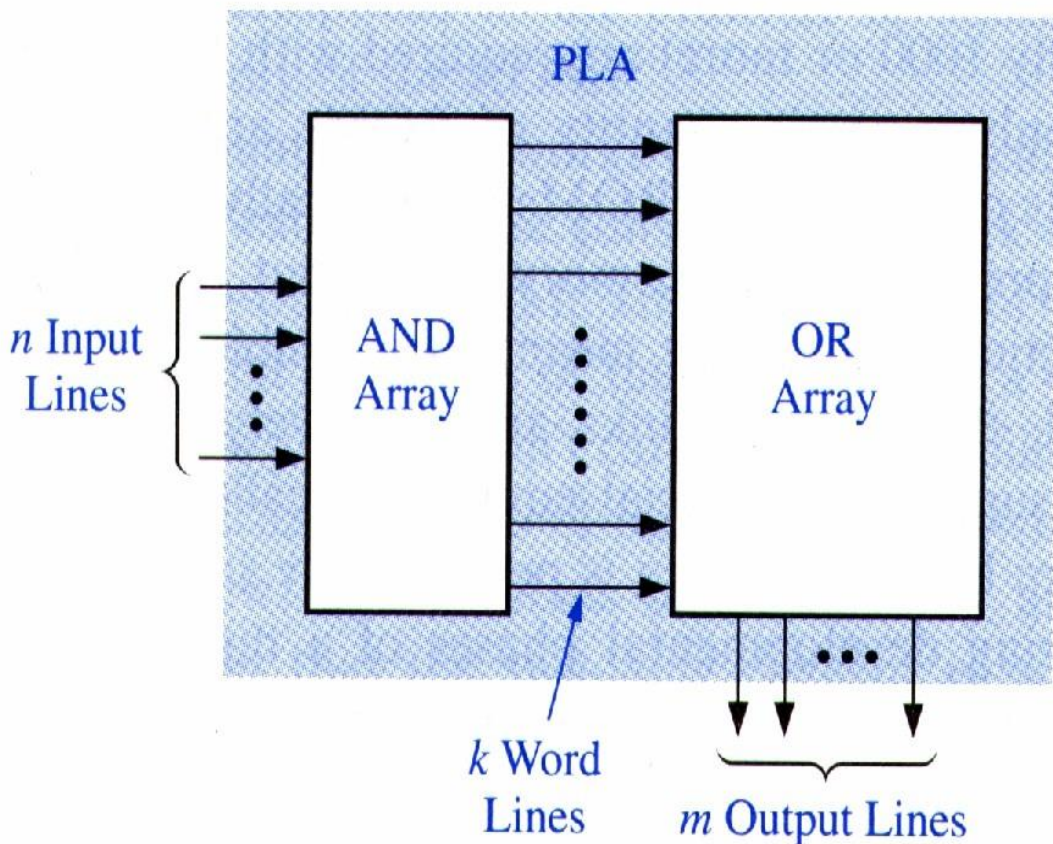 PLA
n Input
Lines
AND
Array
OR
Array
k Word
Lines
m Output Lines